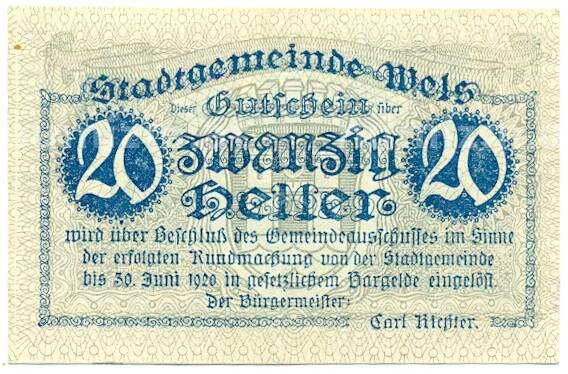 Stadtgemeinde Wels
Dieser Gutschein über
20 zwanzig 20
Heller
wird über Beschluß des Gemeindeausschusses im Sinne
der erfolgten Kundmachung von der Stadtgemeinde
bis 30. Juni 1920 in gesetzlichem Bargelde eingelöst.
Der Bürgermeister:
Carl Richter.